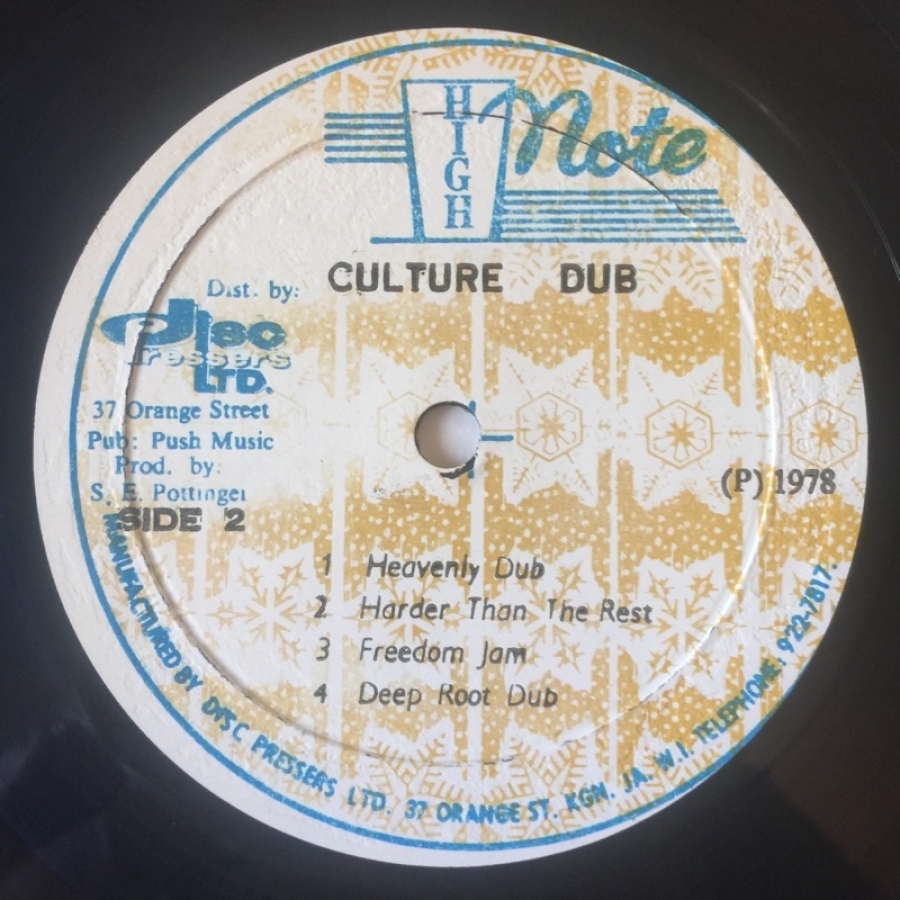 HIGH Note
CULTURE DUB
Dist. by:
disc
Pressers
LTD.
37 Orange Street
Pub: Push Music
Prod. by:
S. E. Pottinger
SIDE 2
(P) 1978
1 Heavenly Dub
2 Harder Than The Rest
3 Freedom Jam
4 Deep Root Dub
MANUFACTURED BY DISC PRESSERS LTD. 37 ORANGE ST. KGN. JA. W.I. TELEPHONE: 922-7817.